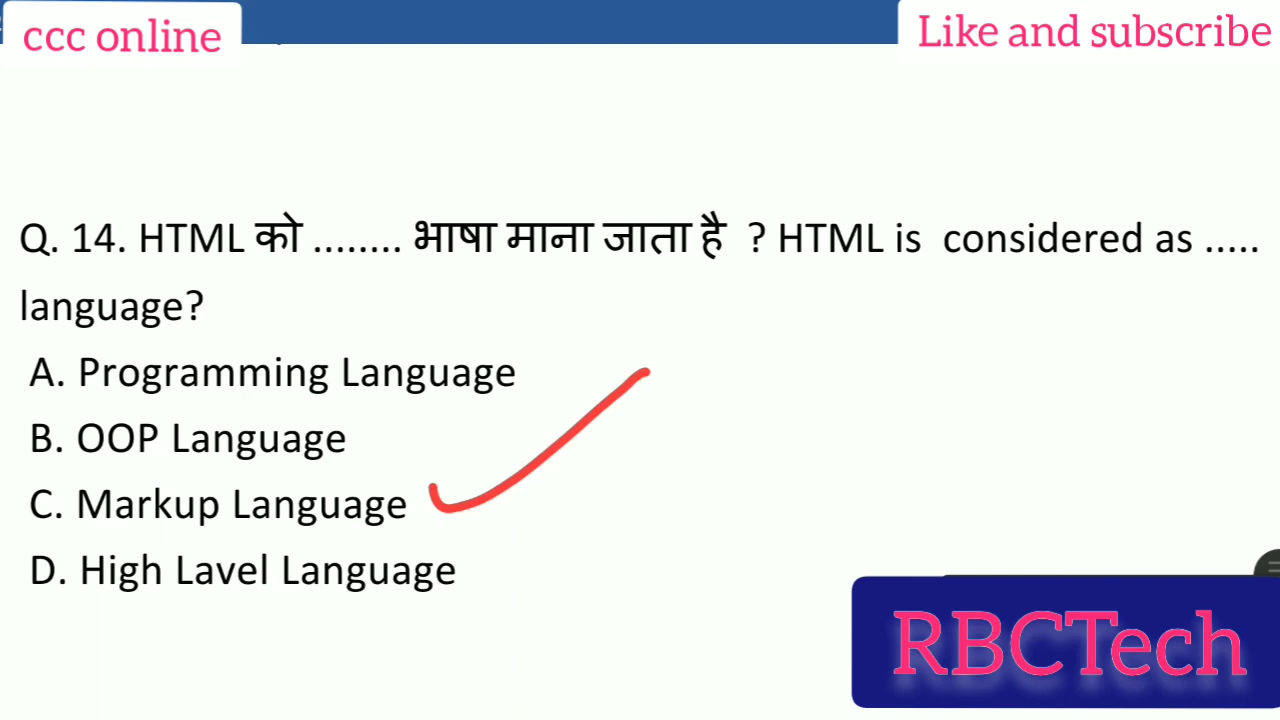 ccc online
Like and subscribe
Q. 14. HTML को ........ भाषा माना जाता है ? HTML is considered as .....
language?
A. Programming Language
B. OOP Language
C. Markup Language
D. High Lavel Language
RBCTech